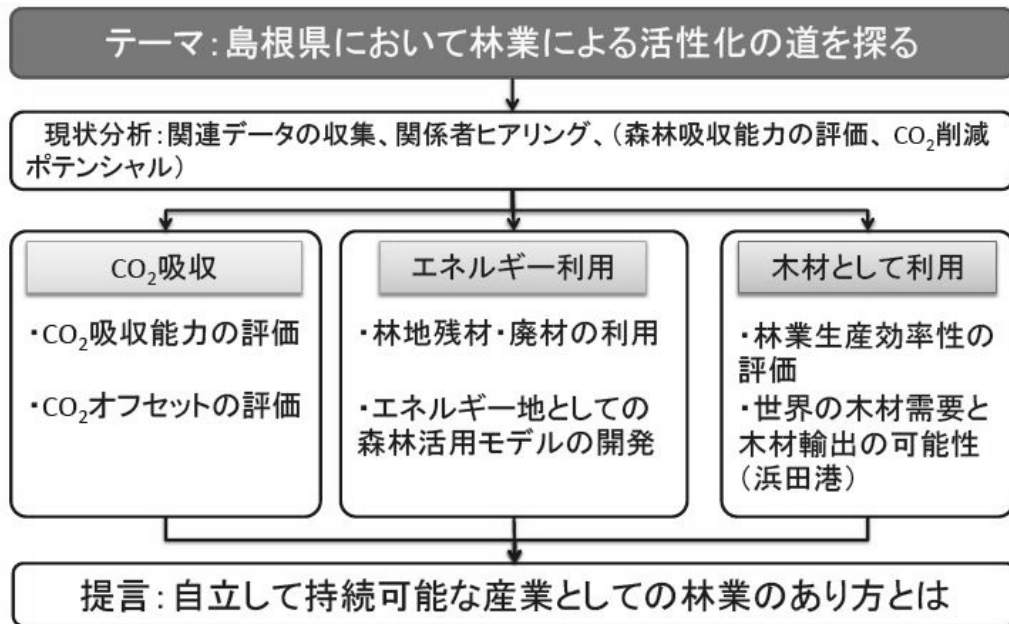 テーマ：島根県において林業による活性化の道を探る
現状分析：関連データの収集、関係者ヒアリング、（森林吸収能力の評価、CO₂削減
ポテンシャル）
CO₂吸収
・CO₂吸収能力の評価
・CO₂オフセットの評価
エネルギー利用
・林地残材・廃材の利用
・エネルギー地としての
森林活用モデルの開発
木材として利用
・林業生産効率性の
評価
・世界の木材需要と
木材輸出の可能性
（浜田港）
提言：自立して持続可能な産業としての林業のあり方とは